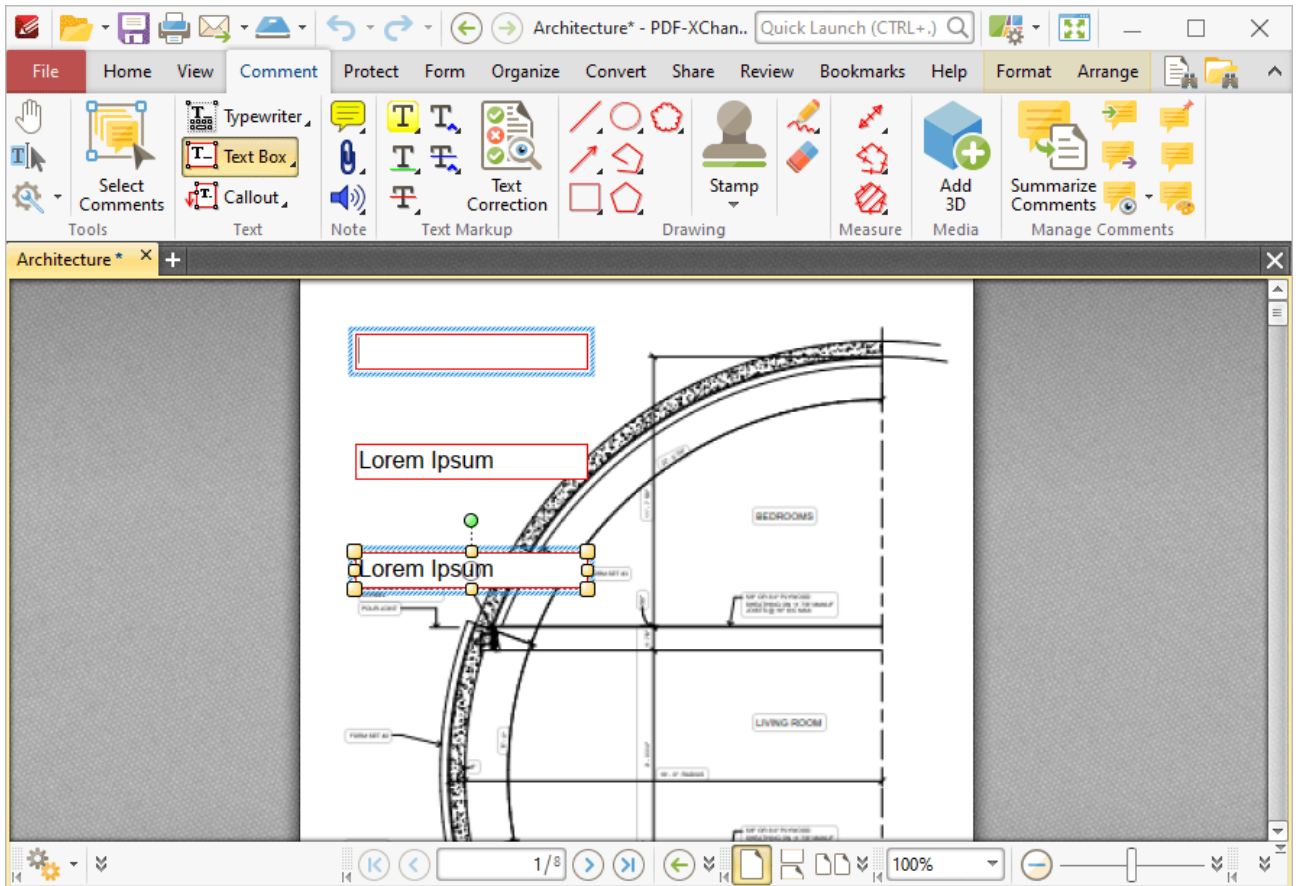 Architecture* - PDF-XChan..
Quick Launch (CTRL+.)
File Home View Comment Protect Form Organize Convert Share Review Bookmarks Help Format Arrange
Typewriter
Text Box
Callout
Select
Comments
Text
Correction
Stamp
Add
3D
Summarize
Comments
Tools Text Note Text Markup Drawing Measure Media Manage Comments
Architecture *
Lorem Ipsum
BEDROOMS
Lorem Ipsum
LIVING ROOM
1/8
100%